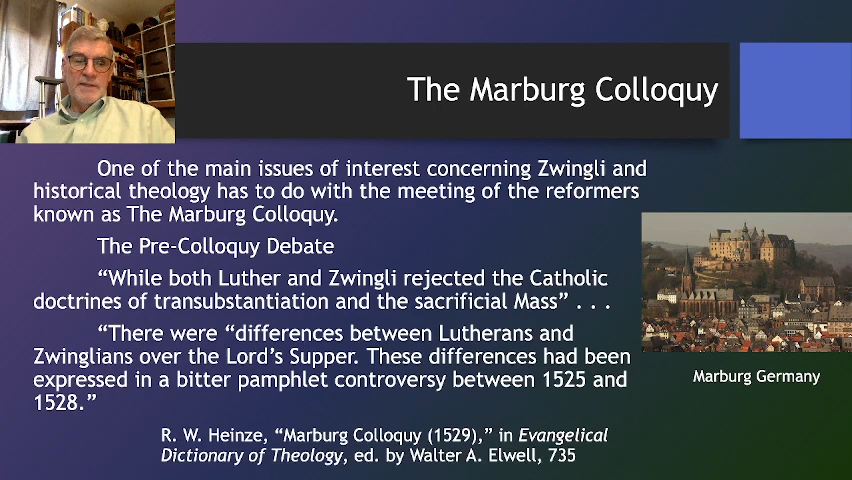 The Marburg Colloquy
One of the main issues of interest concerning Zwingli and
historical theology has to do with the meeting of the reformers
known as The Marburg Colloquy.
The Pre-Colloquy Debate
“While both Luther and Zwingli rejected the Catholic
doctrines of transubstantiation and the sacrificial Mass” . . .
“There were “differences between Lutherans and
Zwinglians over the Lord’s Supper. These differences had been
expressed in a bitter pamphlet controversy between 1525 and
1528.”
Marburg Germany
R. W. Heinze, “Marburg Colloquy (1529),” in Evangelical
Dictionary of Theology, ed. by Walter A. Elwell, 735